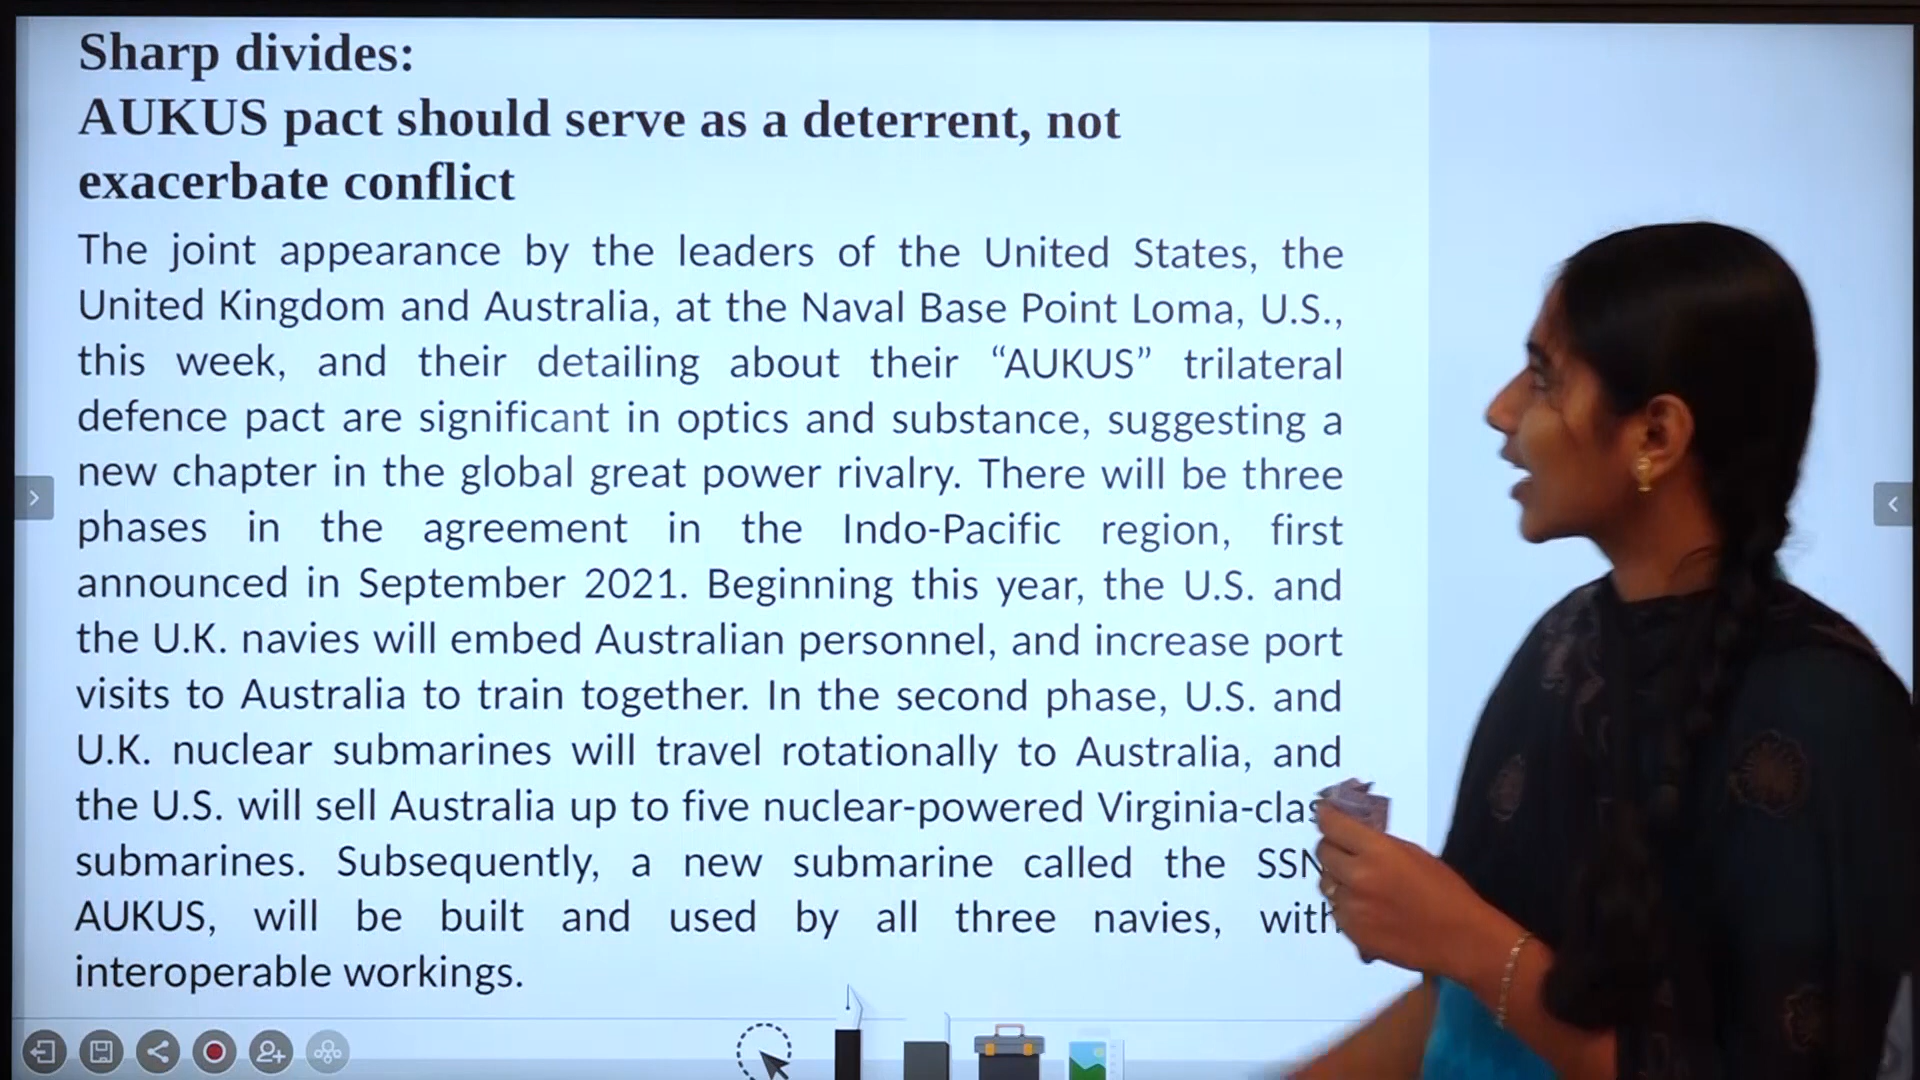 Sharp divides:
AUKUS pact should serve as a deterrent, not
exacerbate conflict
The joint appearance by the leaders of the United States, the
United Kingdom and Australia, at the Naval Base Point Loma, U.S.,
this week, and their detailing about their “AUKUS” trilateral
defence pact are significant in optics and substance, suggesting a
new chapter in the global great power rivalry. There will be three
phases in the agreement in the Indo-Pacific region, first
announced in September 2021. Beginning this year, the U.S. and
the U.K. navies will embed Australian personnel, and increase port
visits to Australia to train together. In the second phase, U.S. and
U.K. nuclear submarines will travel rotationally to Australia, and
the U.S. will sell Australia up to five nuclear-powered Virginia-clas
submarines. Subsequently, a new submarine called the SSN
AUKUS, will be built and used by all three navies, with
interoperable workings.